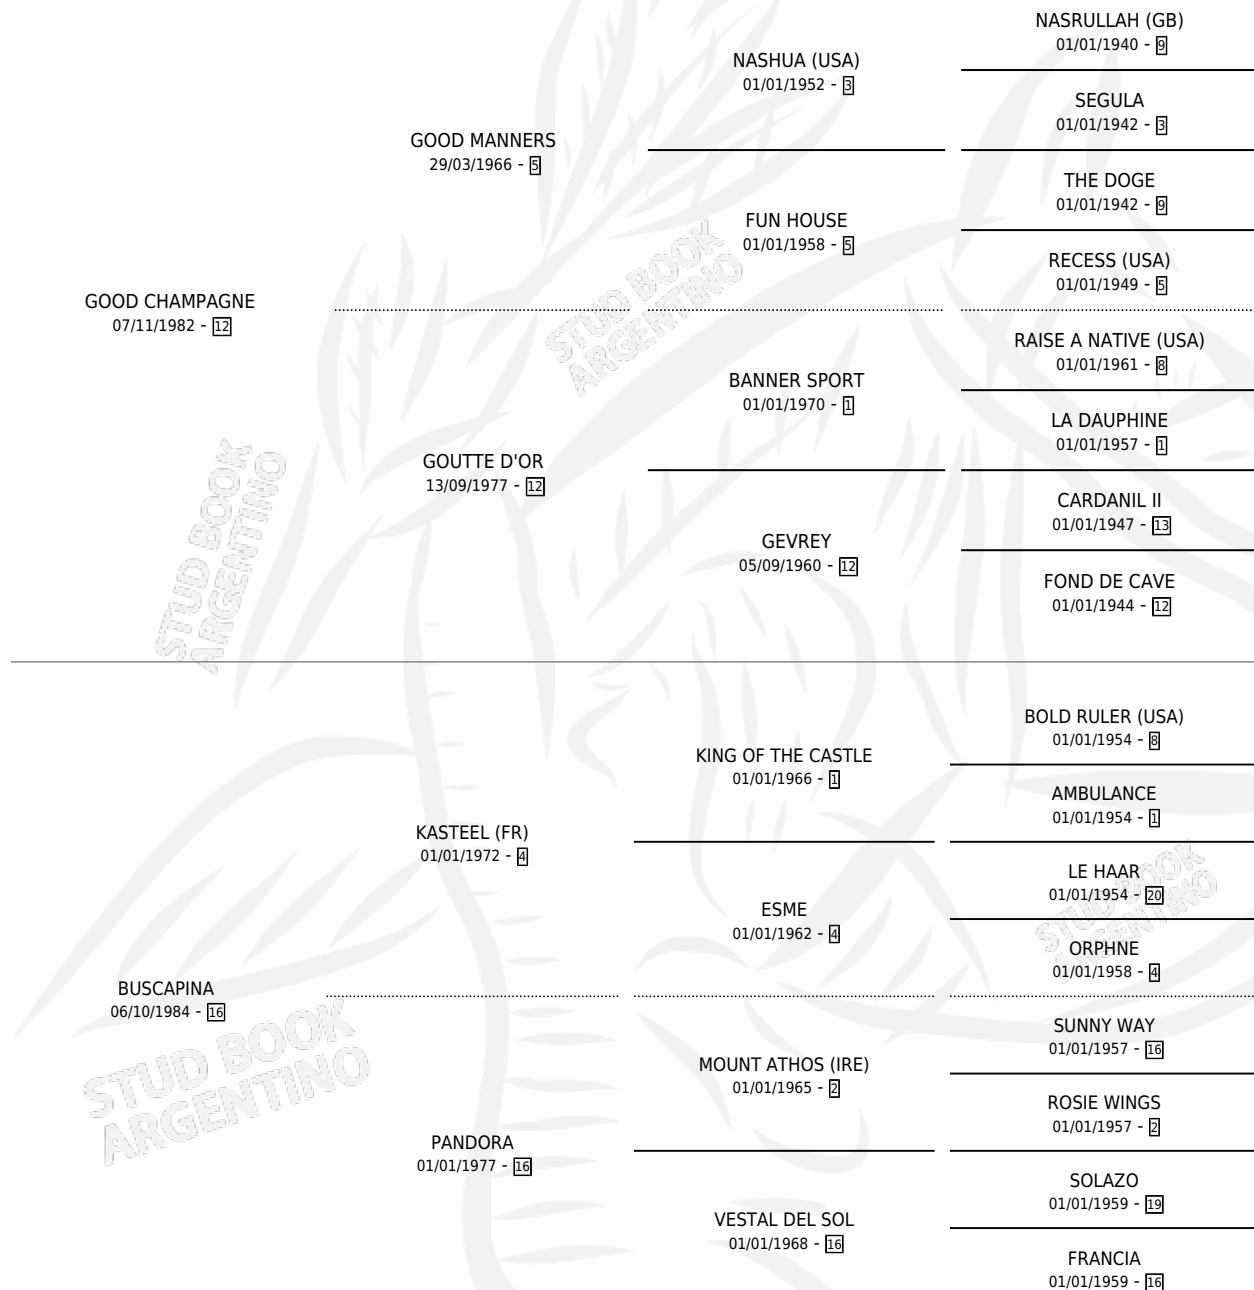 NASRULLAH (GB)
01/01/1940 - 9
NASHUA (USA)
01/01/1952 - 3
SEGULA
01/01/1942 - 3
GOOD MANNERS
29/03/1966 - 5
THE DOGE
01/01/1942 - 9
FUN HOUSE
01/01/1958 - 5
RECESS (USA)
01/01/1949 - 5
GOOD CHAMPAGNE
07/11/1982 - 12
RAISE A NATIVE (USA)
01/01/1961 - 8
BANNER SPORT
01/01/1970 - 1
LA DAUPHINE
01/01/1957 - 1
GOUTTE D'OR
13/09/1977 - 12
CARDANIL II
01/01/1947 - 13
GEVREY
05/09/1960 - 12
FOND DE CAVE
01/01/1944 - 12
BOLD RULER (USA)
01/01/1954 - 8
KING OF THE CASTLE
01/01/1966 - 1
AMBULANCE
01/01/1954 - 1
KASTEEL (FR)
01/01/1972 - 4
LE HAAR
01/01/1954 - 20
ESME
01/01/1962 - 4
ORPHNE
01/01/1958 - 4
BUSCAPINA
06/10/1984 - 16
SUNNY WAY
01/01/1957 - 16
MOUNT ATHOS (IRE)
01/01/1965 - 2
ROSIE WINGS
01/01/1957 - 2
PANDORA
01/01/1977 - 16
SOLAZO
01/01/1959 - 19
VESTAL DEL SOL
01/01/1968 - 16
FRANCIA
01/01/1959 - 16
STUD BOOK
ARGENTINO
STUD BOOK
ARGENTINO
STUD BOOK
ARGENTINO
STUD BOOK
ARGENTINO